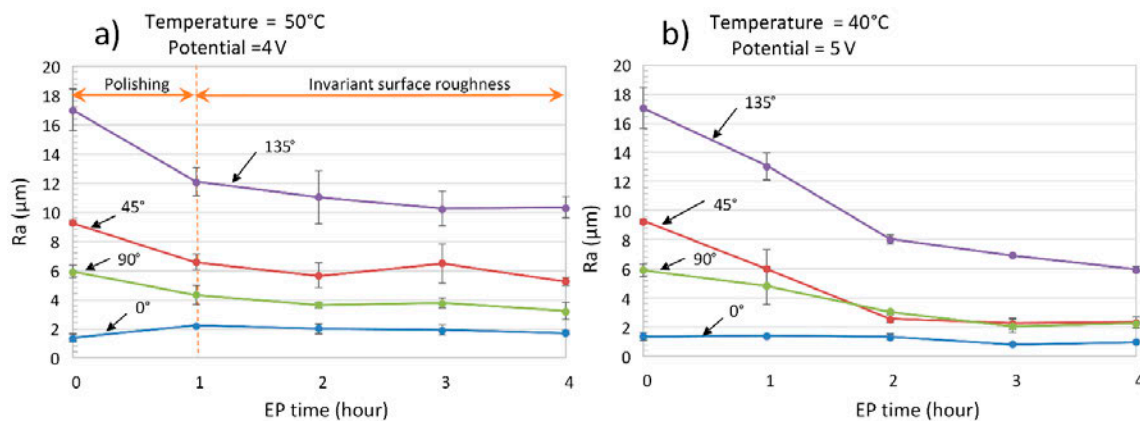 a)
Temperature = 50°C
Potential =4 V
Polishing
Invariant surface roughness
135°
45°
90°
0°
Ra (µm)
20
18
16
14
12
10
8
6
4
2
0
0 1 2 3 4
EP time (hour)
b)
Temperature = 40°C
Potential = 5 V
135°
45°
90°
0°
Ra (µm)
20
18
16
14
12
10
8
6
4
2
0
0 1 2 3 4
EP time (hour)